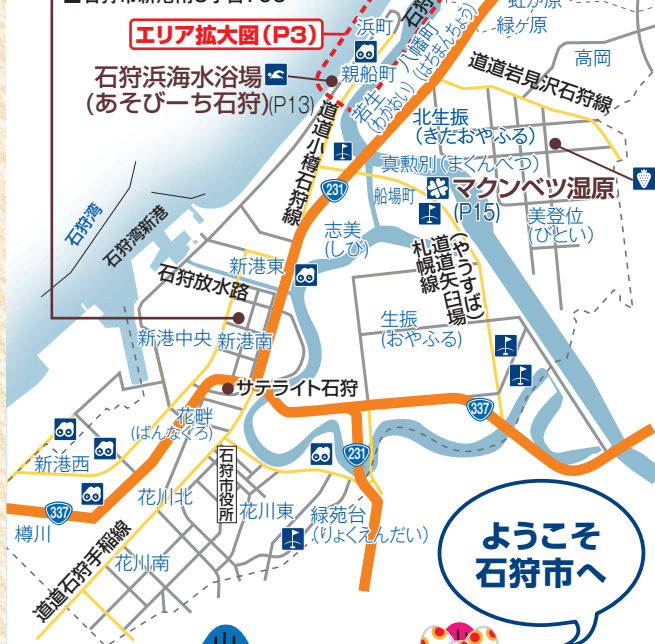 エリア拡大図(P3)
浜町
石狩
八幡町
(はちまんちょう)
緑ヶ原
高岡
石狩浜海水浴場
(あそびーち石狩)(P13)
親船町
若生
(わかおい)
道道岩見沢石狩線
北生振
(きたおやふる)
道道小樽石狩線
真勲別(まくんべつ)
231
船場町
マクンベツ湿原
(P15)
美登位
(びとい)
石狩湾
石狩湾新港
志美
(しび)
道道矢臼場
札幌線
(やうすば)
新港東
石狩放水路
生振
(おやふる)
新港中央
新港南
サテライト石狩
花畔
(ばんなぐろ)
337
新港西
231
石狩市役所
花川北
花川東
緑苑台
(りょくえんだい)
337
樽川
花川南
道道石狩手稲線
ようこそ
石狩市へ